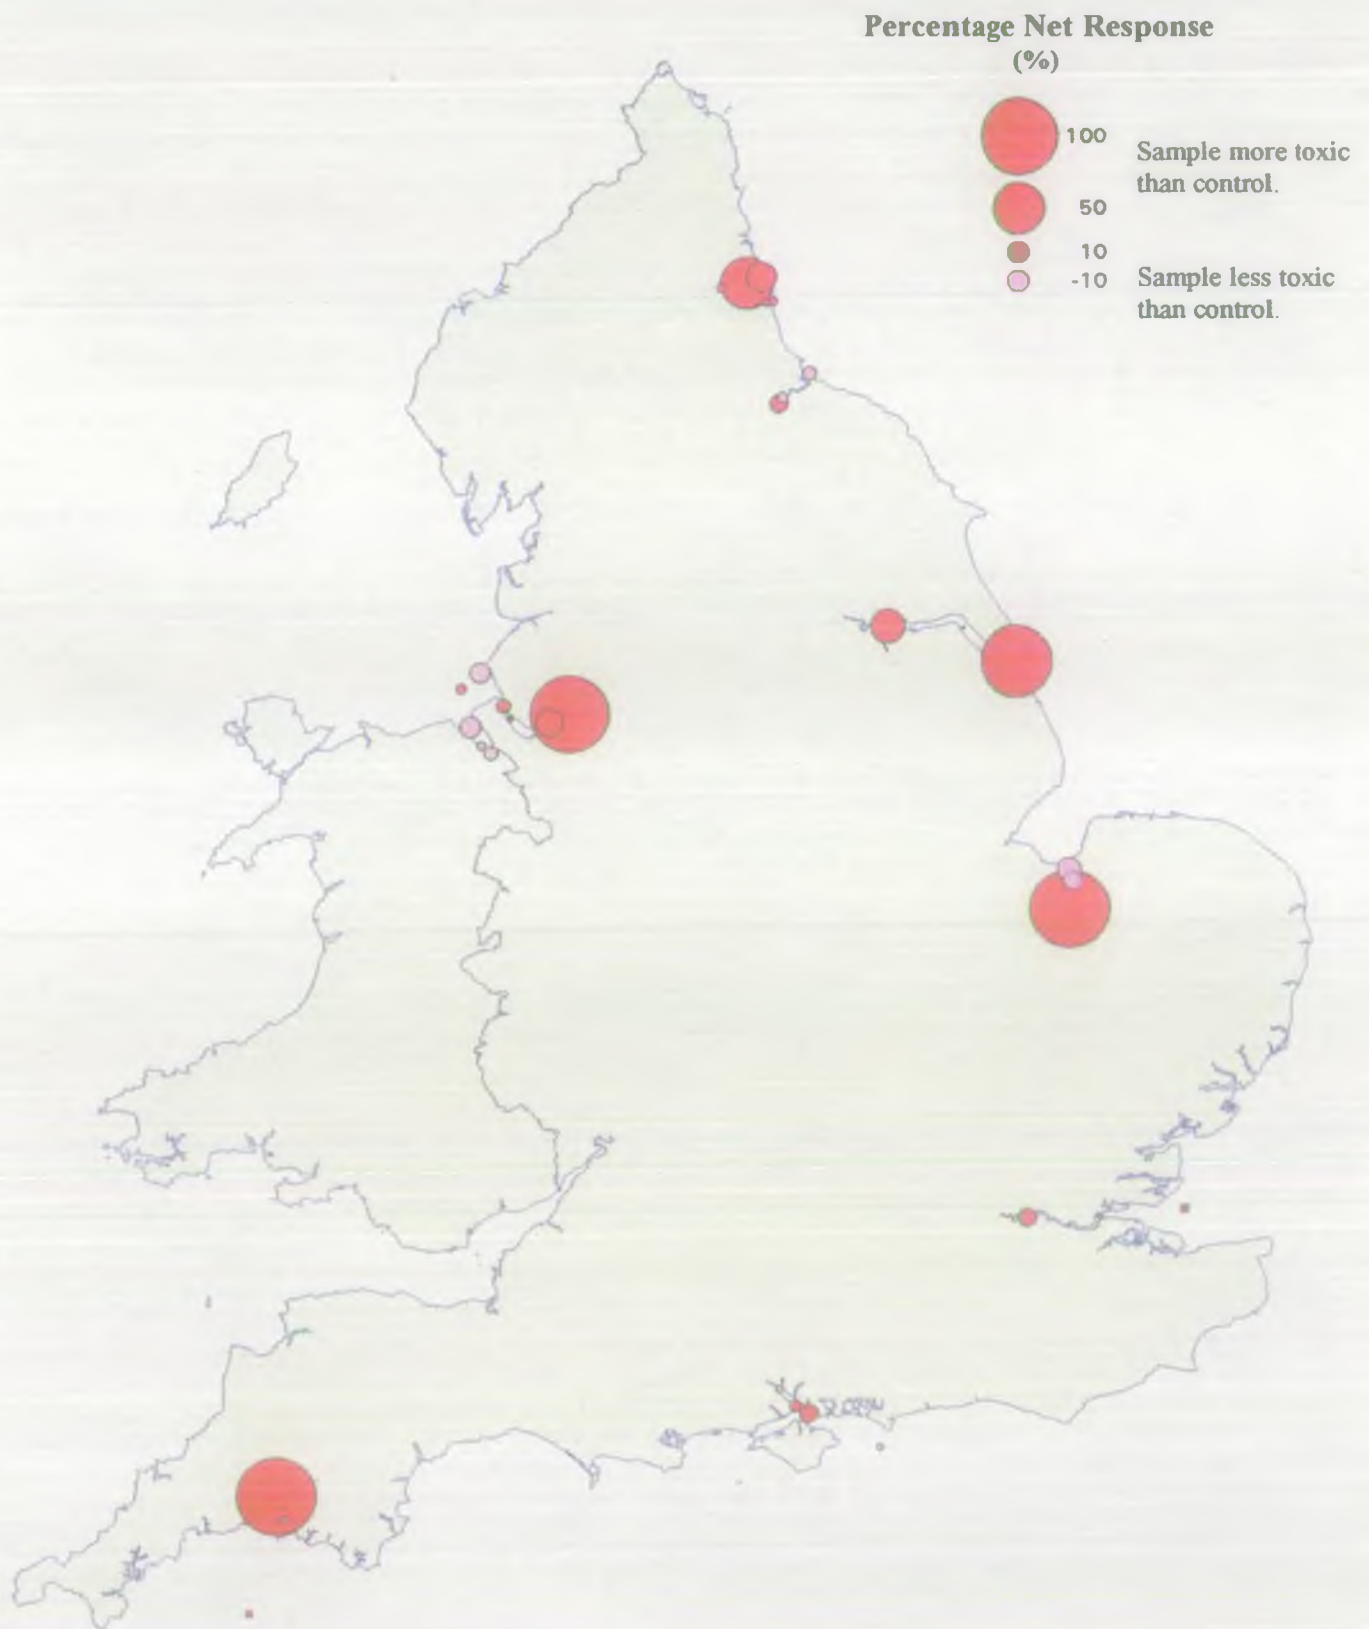 Percentage Net Response
(%)
100
Sample more toxic
than control.
50
10
-10
Sample less toxic
than control.